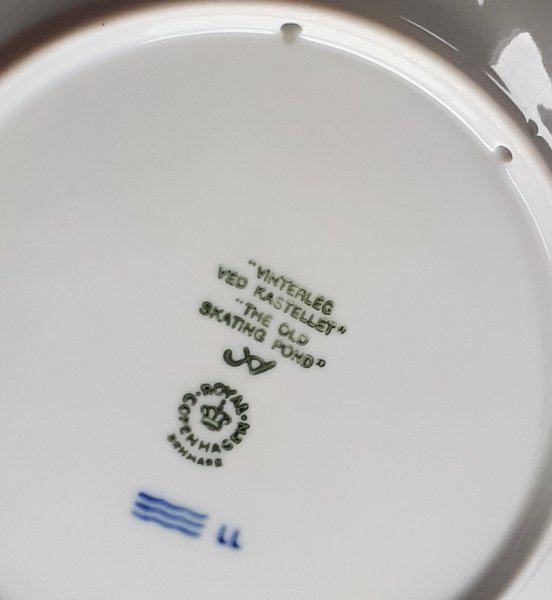 "VINTERLEG
VED KASTELLET"
"THE OLD
SKATING POND"
ROYAL COPENHAGEN
DENMARK